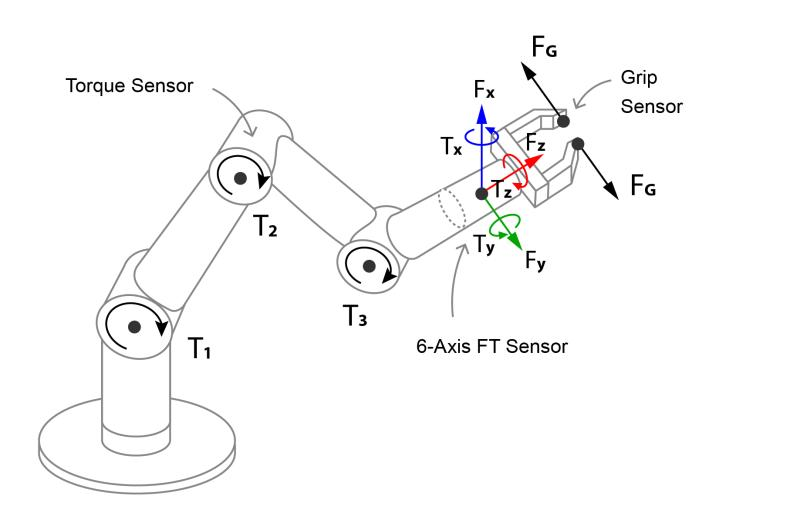 FG
Grip
Sensor
Torque Sensor
Fx
Tx
Fz
Tz
FG
T2
Ty
Fy
T3
T1
6-Axis FT Sensor